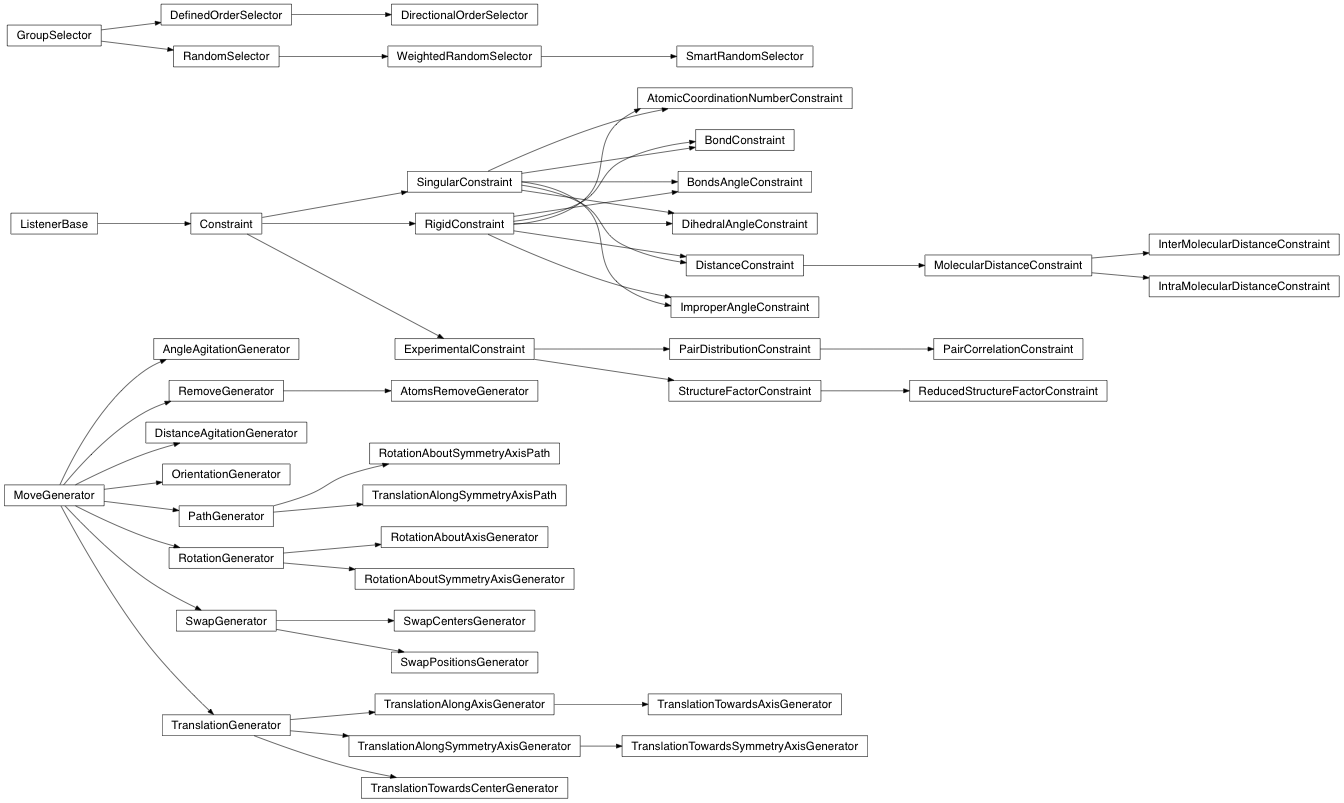 DefinedOrderSelector
DirectionalOrderSelector
GroupSelector
RandomSelector
WeightedRandomSelector
SmartRandomSelector
AtomicCoordinationNumberConstraint
BondConstraint
SingularConstraint
BondsAngleConstraint
ListenerBase
Constraint
RigidConstraint
DihedralAngleConstraint
InterMolecularDistanceConstraint
DistanceConstraint
MolecularDistanceConstraint
IntraMolecularDistanceConstraint
ImproperAngleConstraint
AngleAgitationGenerator
ExperimentalConstraint
PairDistributionConstraint
PairCorrelationConstraint
RemoveGenerator
AtomsRemoveGenerator
StructureFactorConstraint
ReducedStructureFactorConstraint
DistanceAgitationGenerator
RotationAboutSymmetryAxisPath
OrientationGenerator
MoveGenerator
TranslationAlongSymmetryAxisPath
PathGenerator
RotationAboutAxisGenerator
RotationGenerator
RotationAboutSymmetryAxisGenerator
SwapGenerator
SwapCentersGenerator
SwapPositionsGenerator
TranslationAlongAxisGenerator
TranslationTowardsAxisGenerator
TranslationGenerator
TranslationAlongSymmetryAxisGenerator
TranslationTowardsSymmetryAxisGenerator
TranslationTowardsCenterGenerator